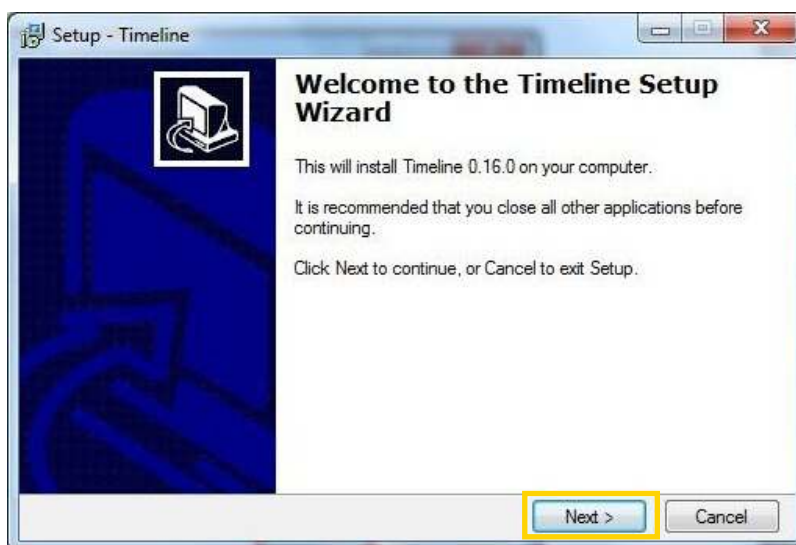 Setup - Timeline
Welcome to the Timeline Setup
Wizard
This will install Timeline 0.16.0 on your computer.
It is recommended that you close all other applications before
continuing.
Click Next to continue, or Cancel to exit Setup.
Next >
Cancel